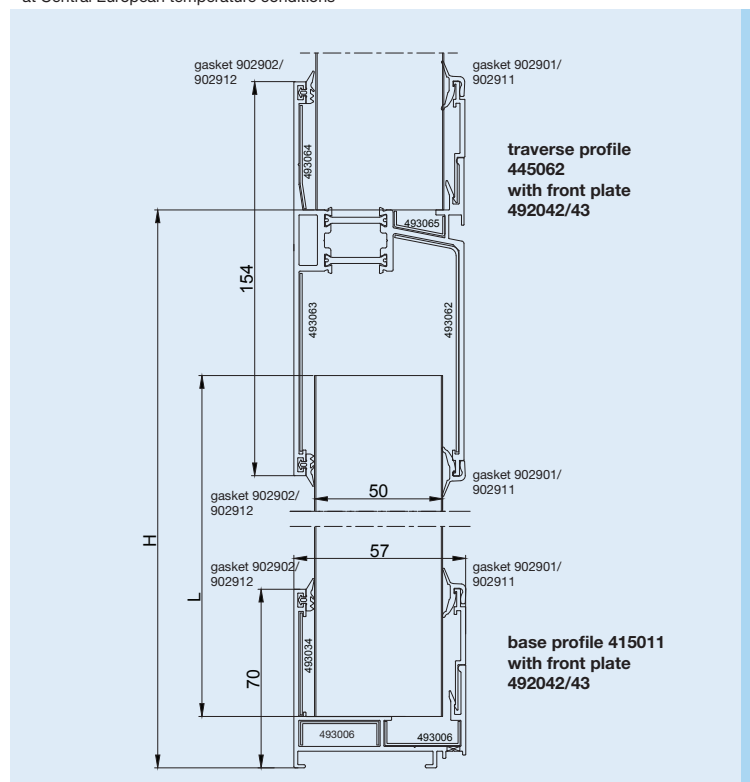 at Central European temperature conditions
gasket 902902/
902912
gasket 902901/
902911
traverse profile
445062
with front plate
492042/43
493064
493065
154
493063
493062
gasket 902901/
902911
gasket 902902/
902912
50
H
57
gasket 902902/
902912
gasket 902901/
902911
L
base profile 415011
with front plate
492042/43
493034
70
493006
493006